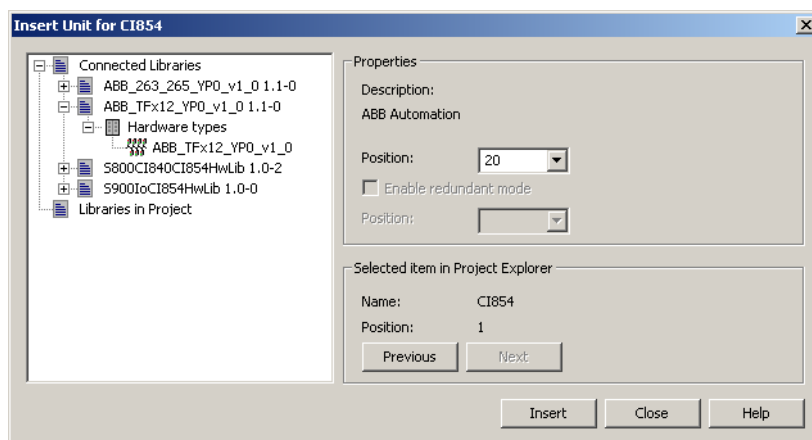 Insert Unit for CI854
Connected Libraries
ABB_263_265_YP0_v1_0 1.1-0
ABB_TFx12_YP0_v1_0 1.1-0
Hardware types
ABB_TFx12_YP0_v1_0
S800CI840CI854HwLib 1.0-2
S900IoCI854HwLib 1.0-0
Libraries in Project
Properties
Description:
ABB Automation
Position: 20
Enable redundant mode
Position:
Selected item in Project Explorer
Name: CI854
Position: 1
Previous Next
Insert Close Help